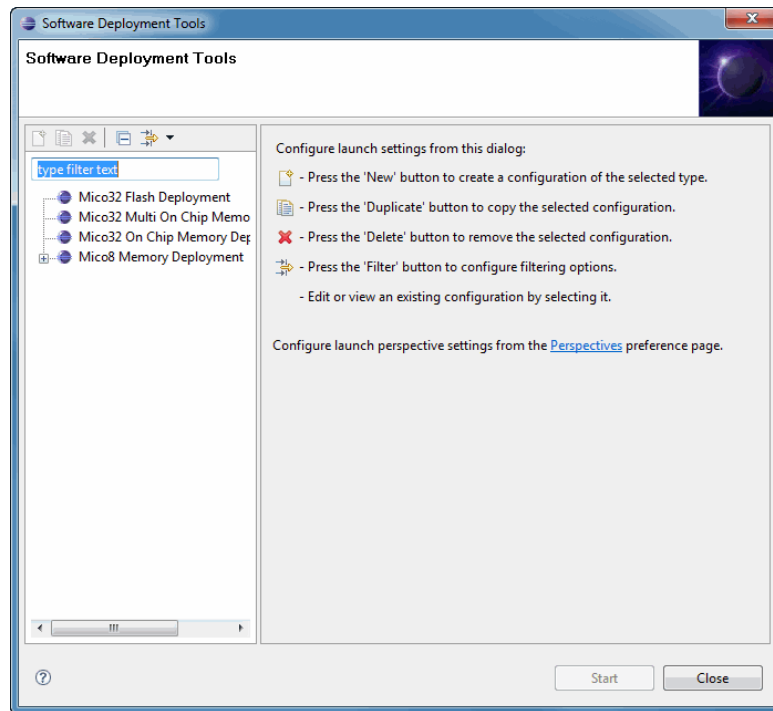 Software Deployment Tools
Software Deployment Tools
type filter text
Mico32 Flash Deployment
Mico32 Multi On Chip Memo
Mico32 On Chip Memory Dep
Mico8 Memory Deployment
Configure launch settings from this dialog:
- Press the 'New' button to create a configuration of the selected type.
- Press the 'Duplicate' button to copy the selected configuration.
- Press the 'Delete' button to remove the selected configuration.
- Press the 'Filter' button to configure filtering options.
- Edit or view an existing configuration by selecting it.
Configure launch perspective settings from the Perspectives preference page.
Start
Close